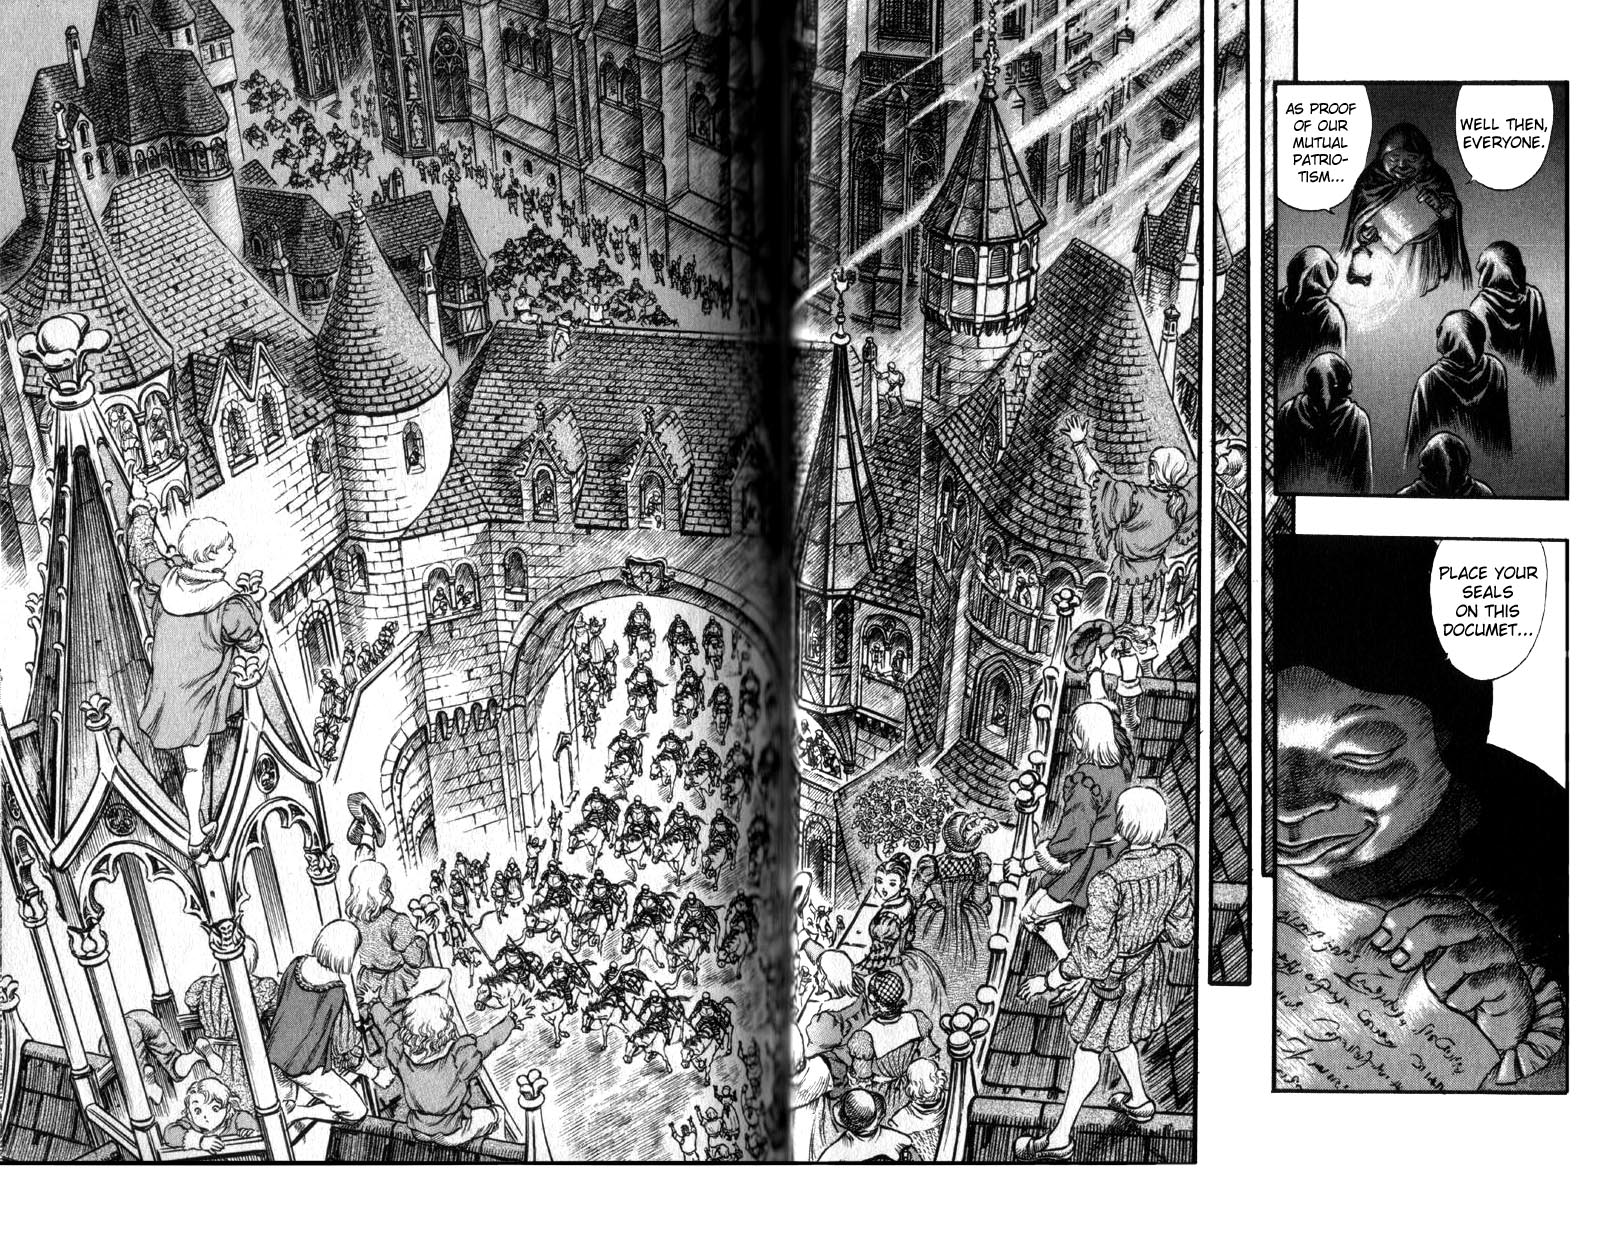 WELL THEN,
EVERYONE.
AS PROOF
OF OUR
MUTUAL
PATRIO-
TISM...
PLACE YOUR
SEALS
ON THIS
DOCUMET...